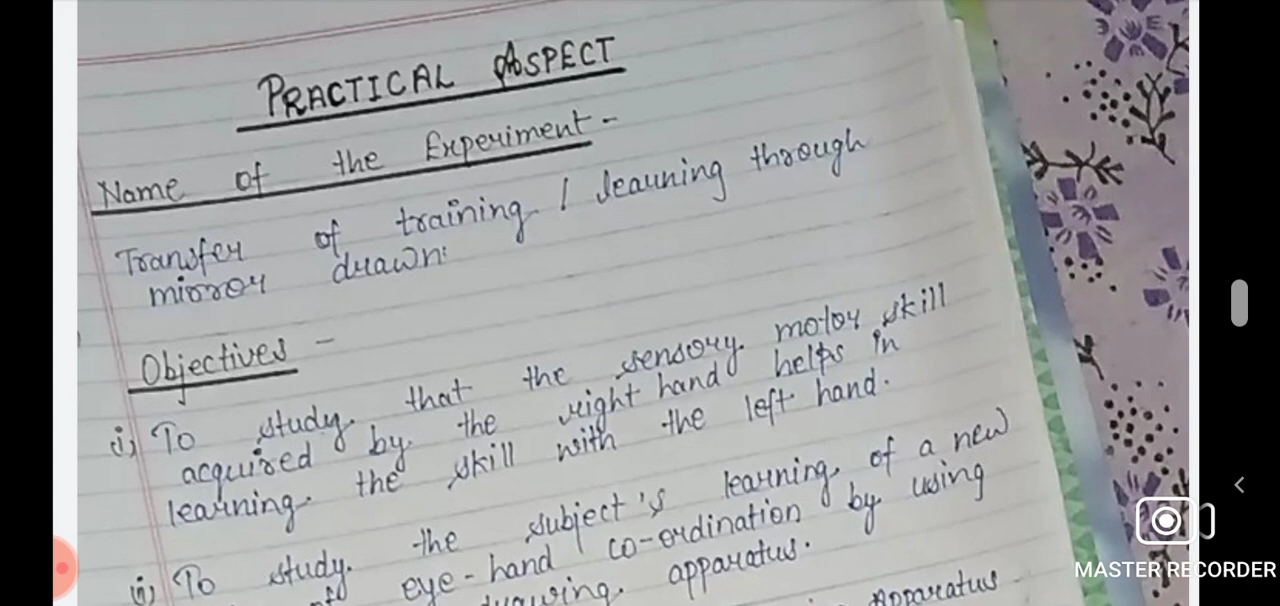 PRACTICAL ASPECT
Name of the Experiment -
Transfer of training / learning through
mirror drawn:
Objectives -
i) To study that the sensory motor skill
acquired by the right hand helps in
learning the skill with the left hand.
ii) To study the subject's learning of a new
eye-hand co-ordination by using
drawing apparatus.
Apparatus
MASTER RECORDER